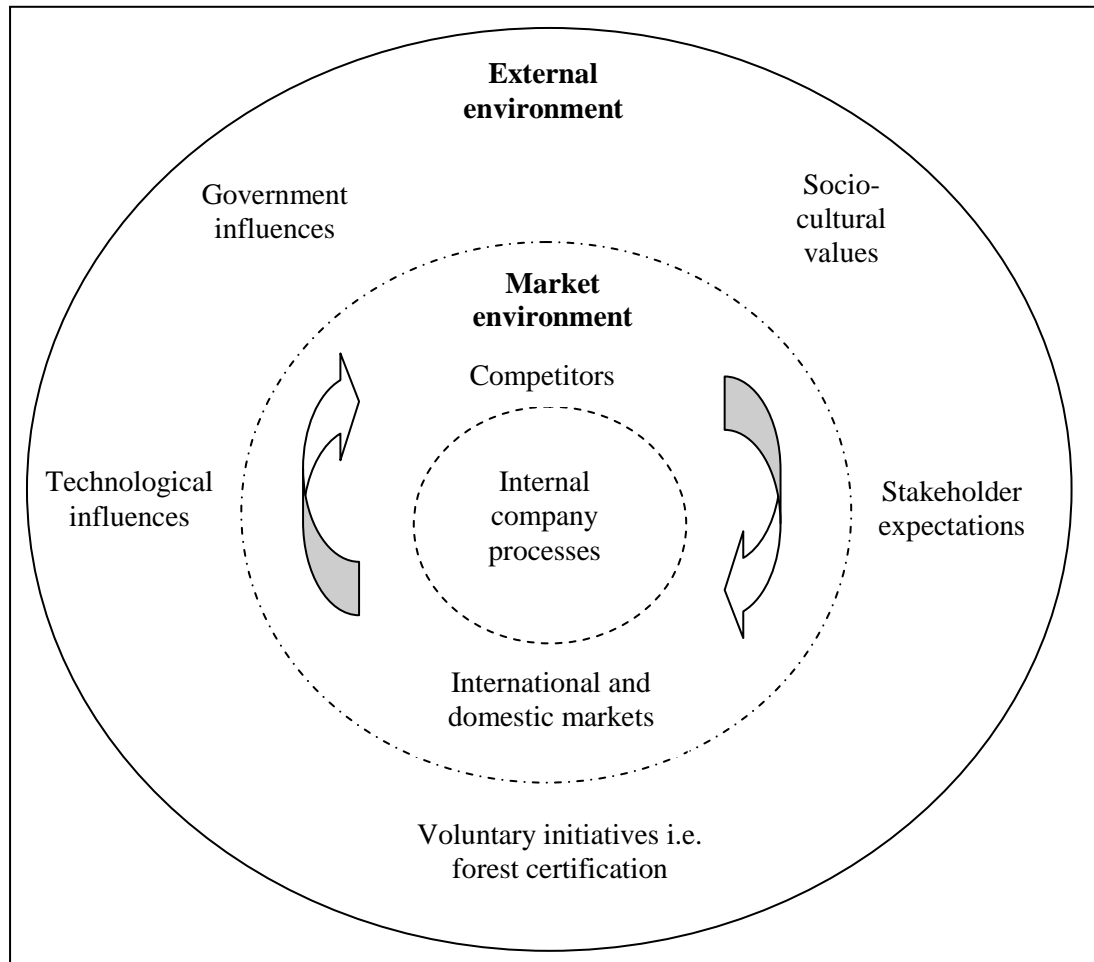 External
environment
Government
influences
Socio-
cultural
values
Market
environment
Competitors
Technological
influences
Internal
company
processes
Stakeholder
expectations
International and
domestic markets
Voluntary initiatives i.e.
forest certification